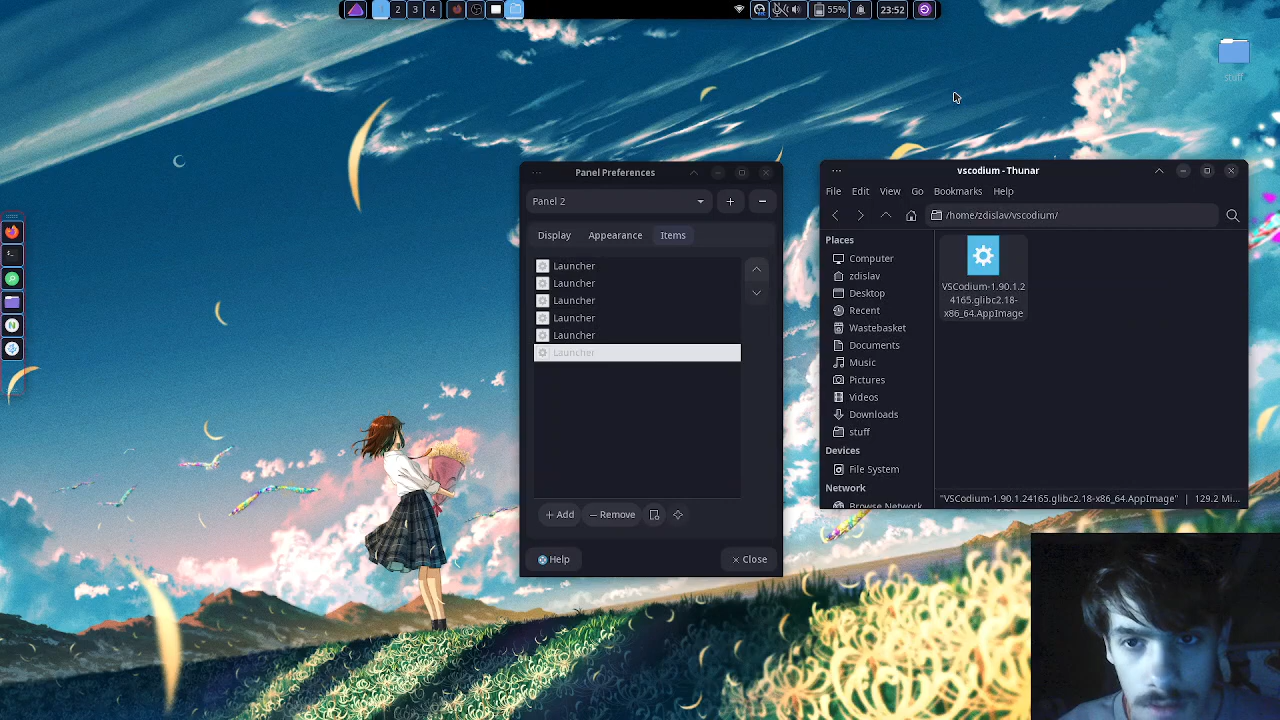 1 2 3 4
55%
23:52
stuff
Panel Preferences
Panel 2
Display Appearance Items
Launcher
Launcher
Launcher
Launcher
Launcher
Launcher
Add Remove
Help Close
vscodium - Thunar
File Edit View Go Bookmarks Help
/home/zdislav/vscodium/
Places
Computer
zdislav
Desktop
Recent
Wastebasket
Documents
Music
Pictures
Videos
Downloads
stuff
Devices
File System
Network
Browse Network
VSCodium-1.90.1.2
4165.glibc2.18-
x86_64.AppImage
"VSCodium-1.90.1.24165.glibc2.18-x86_64.AppImage" | 129.2 Mi...